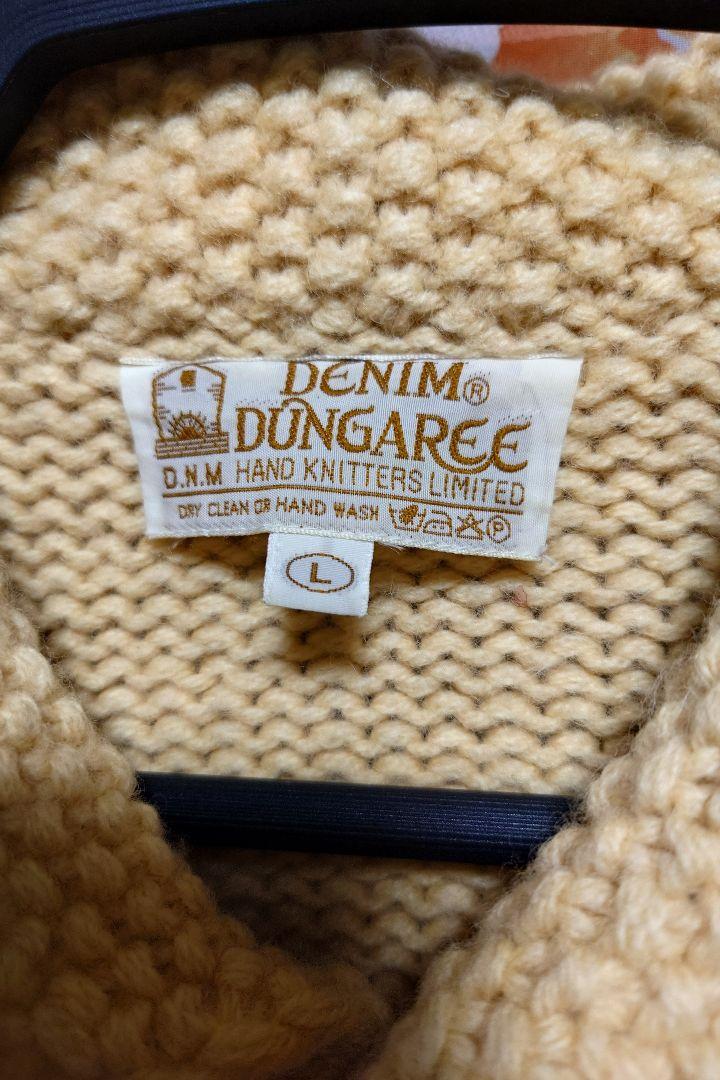 DENIM®
DUNGAREE
D.N.M HAND KNITTERS LIMITED
DRY CLEAN OR HAND WASH P
L